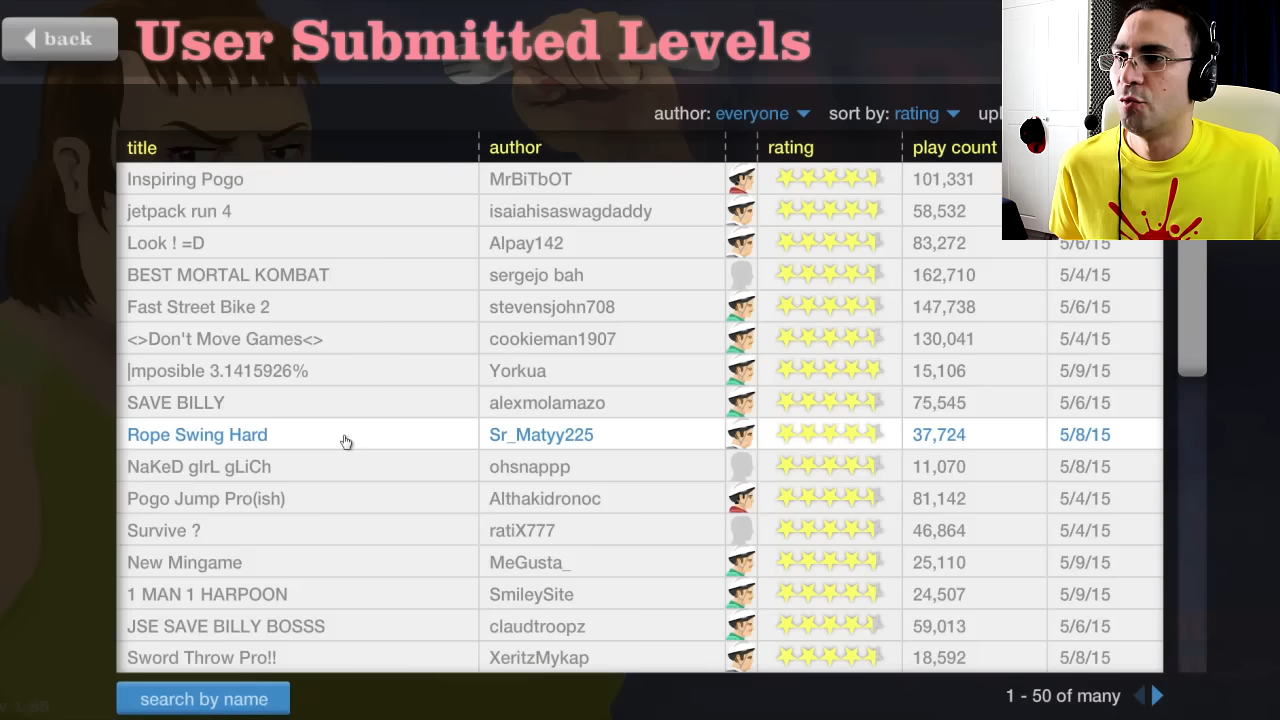 back
User Submitted Levels
author: everyone sort by: rating upl
title author rating play count
Inspiring Pogo MrBiTbOT 101,331
jetpack run 4 isaiahisaswagdaddy 58,532
Look ! =D Alpay142 83,272 5/6/15
BEST MORTAL KOMBAT sergejo bah 162,710 5/4/15
Fast Street Bike 2 stevensjohn708 147,738 5/6/15
<>Don't Move Games<> cookieman1907 130,041 5/4/15
|mposible 3.1415926% Yorkua 15,106 5/9/15
SAVE BILLY alexmolamazo 75,545 5/6/15
Rope Swing Hard Sr_Matyy225 37,724 5/8/15
NaKeD gIrL gLiCh ohsnappp 11,070 5/8/15
Pogo Jump Pro(ish) Althakidronoc 81,142 5/4/15
Survive ? ratiX777 46,864 5/4/15
New Mingame MeGusta_ 25,110 5/9/15
1 MAN 1 HARPOON SmileySite 24,507 5/9/15
JSE SAVE BILLY BOSSS claudtroopz 59,013 5/6/15
Sword Throw Pro!! XeritzMykap 18,592 5/8/15
search by name 1 - 50 of many